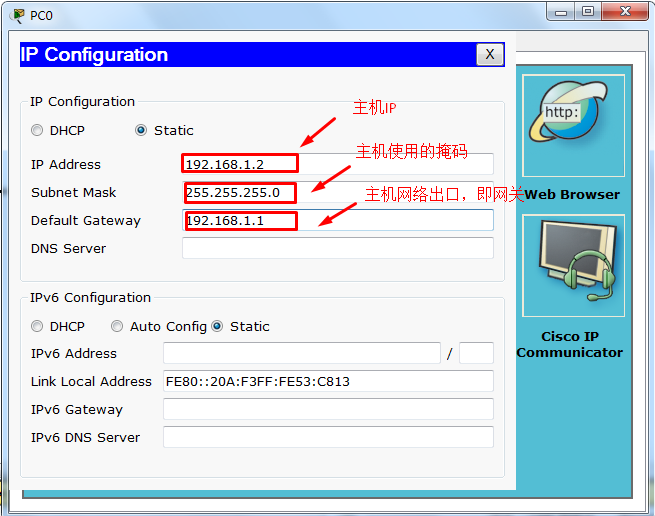 PC0
IP Configuration
X
IP Configuration
主机IP
DHCP
Static
http:
IP Address
192.168.1.2
主机使用的掩码
Subnet Mask
255.255.255.0
主机网络出口，即网关
Web Browser
Default Gateway
192.168.1.1
DNS Server
IPv6 Configuration
DHCP
Auto Config
Static
IPv6 Address
/
Cisco IP
Communicator
Link Local Address
FE80::20A:F3FF:FE53:C813
IPv6 Gateway
IPv6 DNS Server